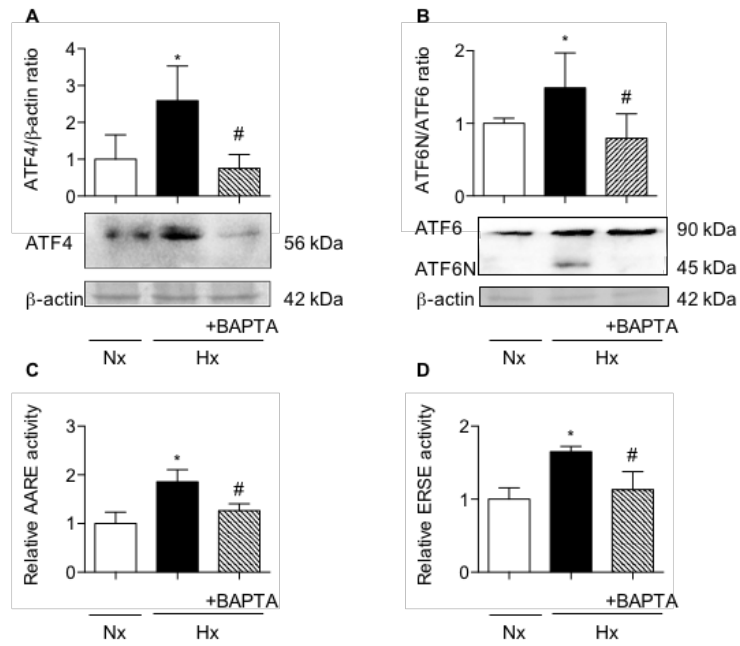 A
ATF4/β-actin ratio
4
3
2
1
0
*
#
ATF4
56 kDa
β-actin
42 kDa
+BAPTA
Nx
Hx
B
ATF6N/ATF6 ratio
2
1
0
*
#
ATF6
90 kDa
ATF6N
45 kDa
β-actin
42 kDa
+BAPTA
Nx
Hx
C
Relative AARE activity
3
2
1
0
*
#
+BAPTA
Nx
Hx
D
Relative ERSE activity
2
1
0
*
#
+BAPTA
Nx
Hx